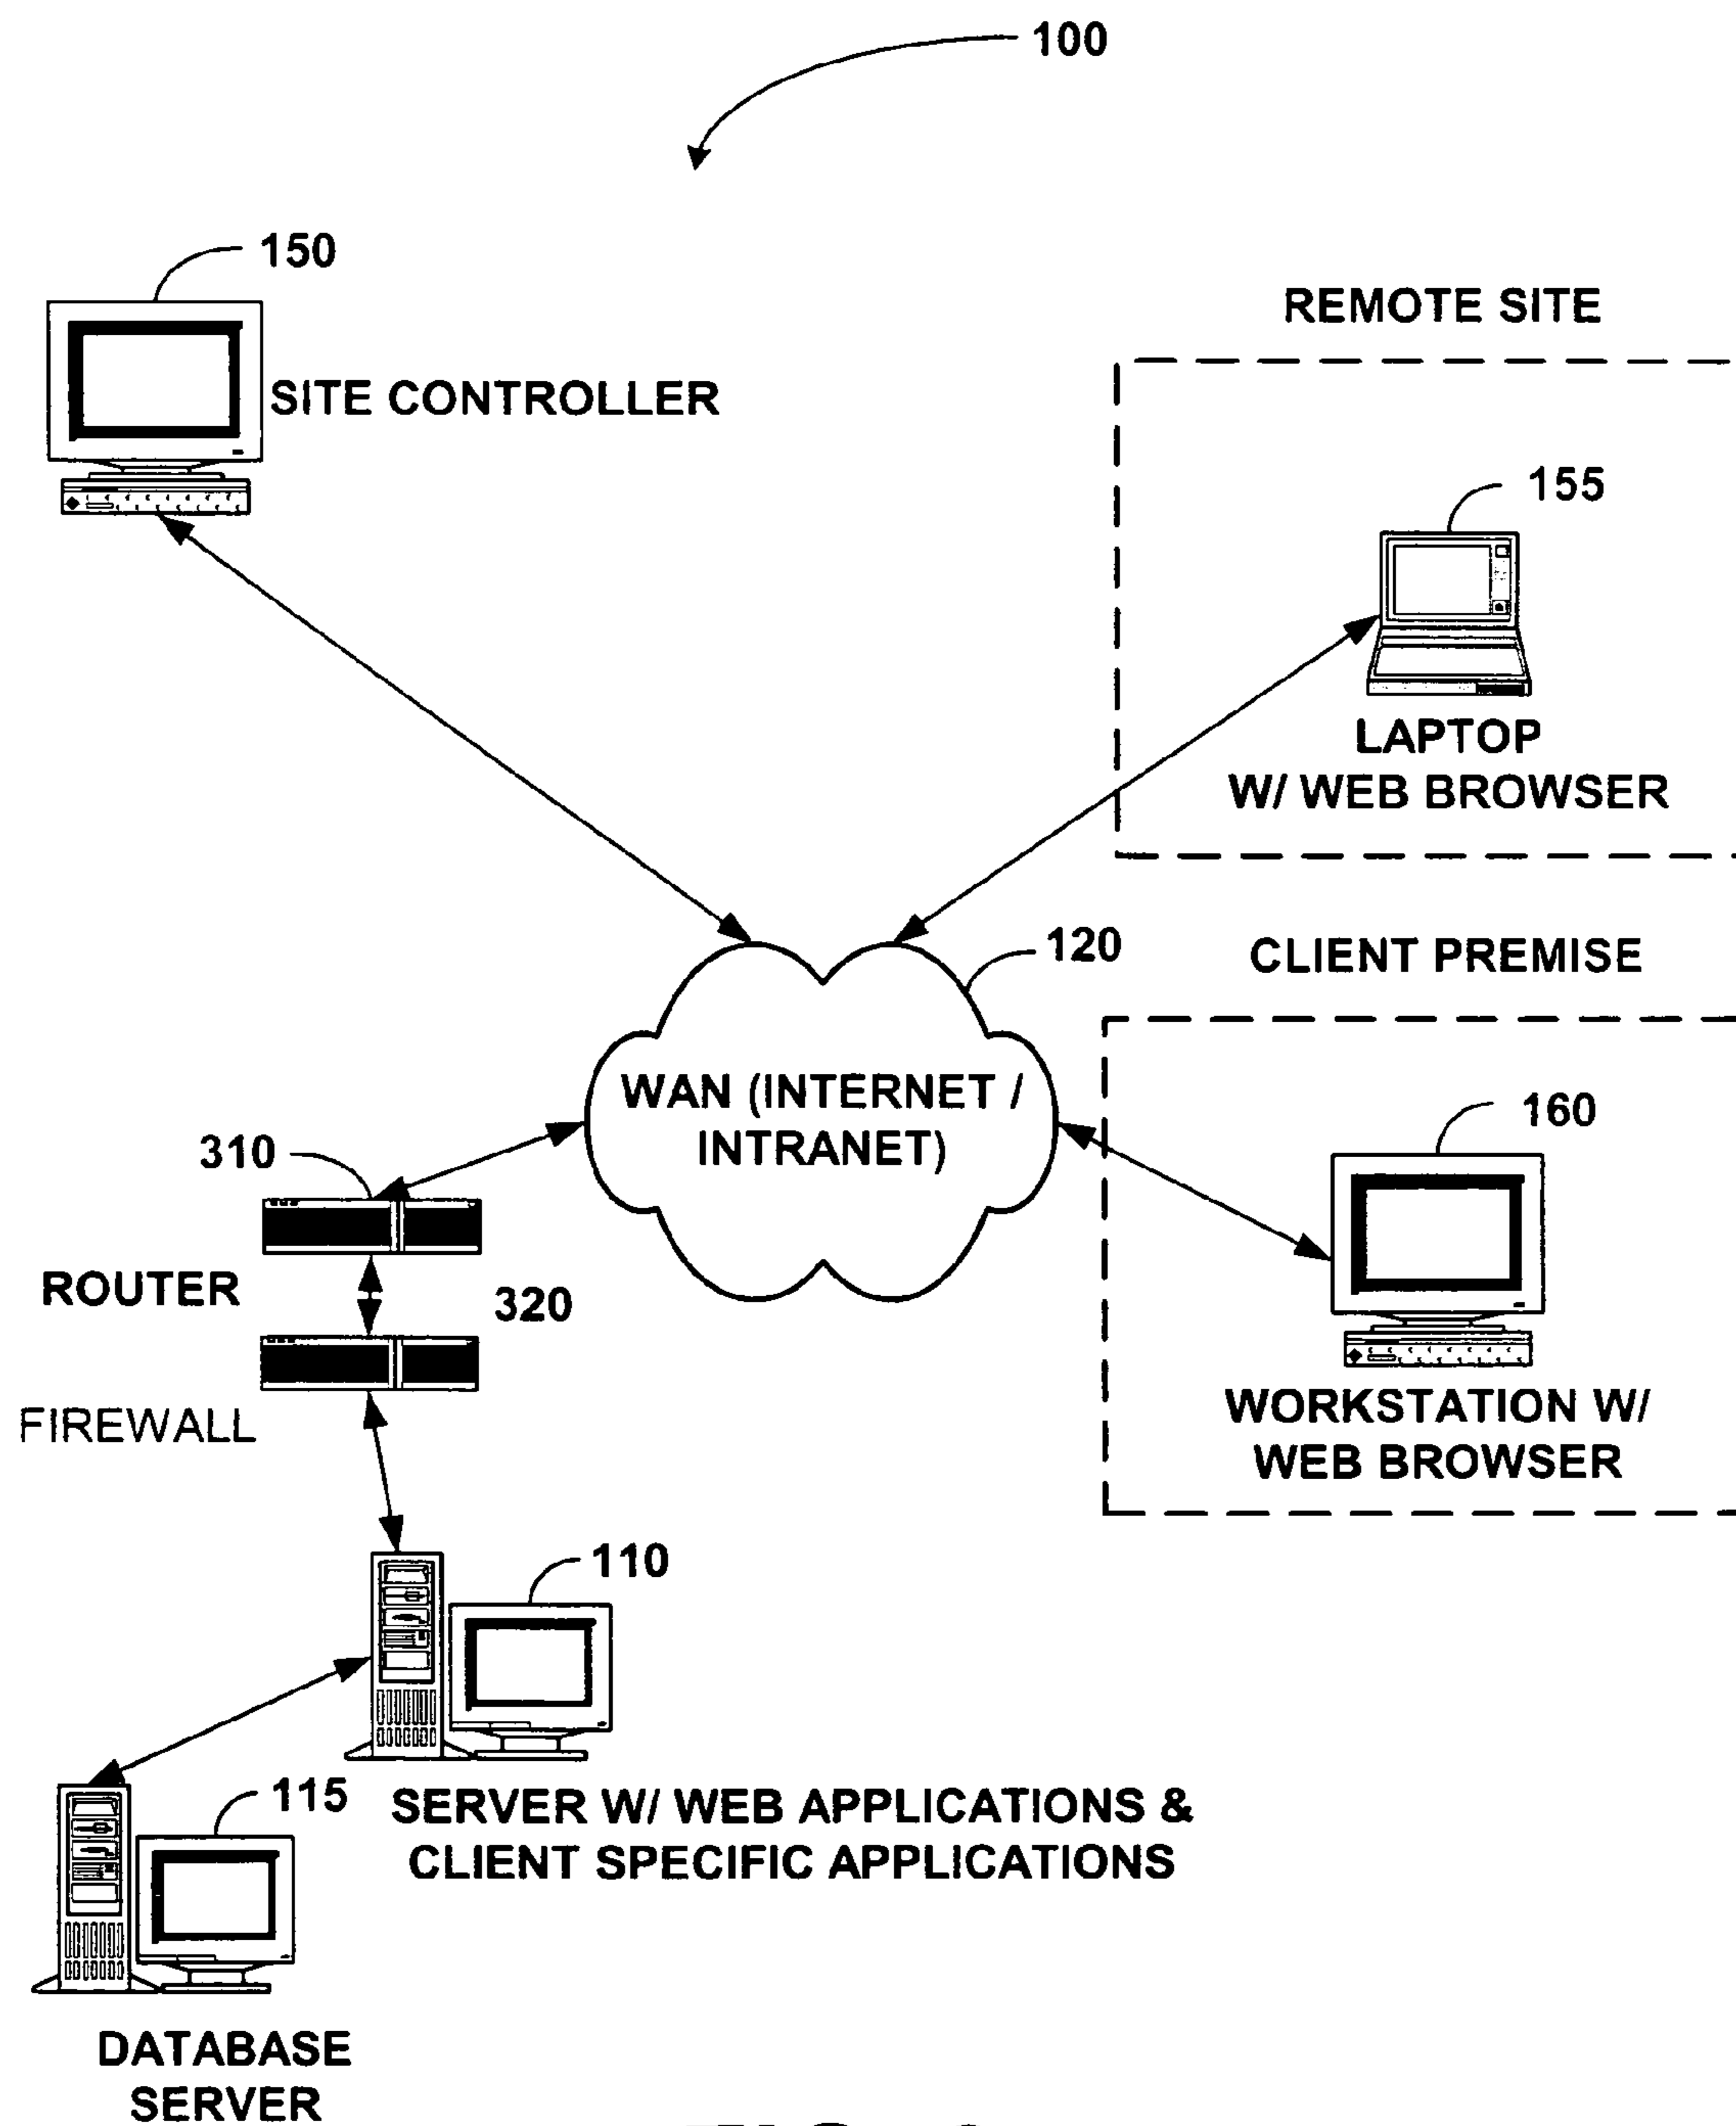 100
150
SITE CONTROLLER
REMOTE SITE
155
LAPTOP
W/ WEB BROWSER
120
CLIENT PREMISE
WAN (INTERNET /
INTRANET)
310
160
ROUTER
320
FIREWALL
WORKSTATION W/
WEB BROWSER
110
115
SERVER W/ WEB APPLICATIONS &
CLIENT SPECIFIC APPLICATIONS
DATABASE
SERVER